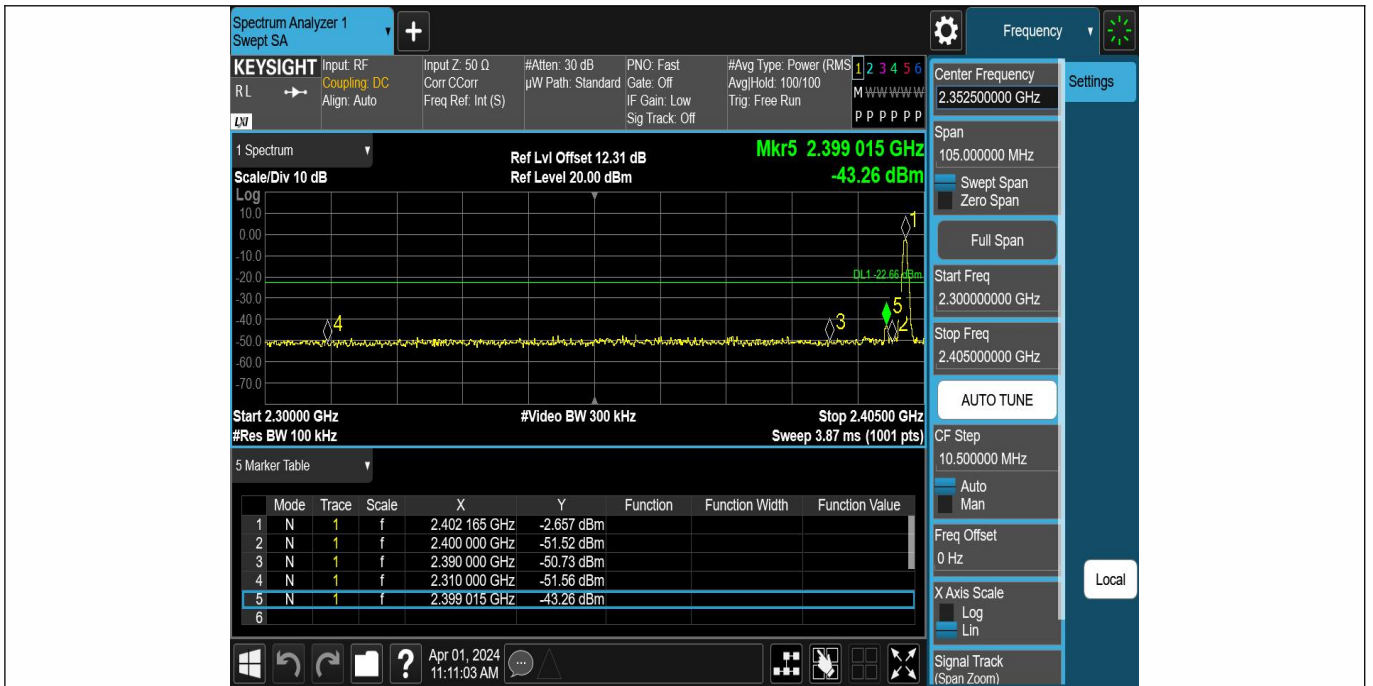 Spectrum Analyzer 1
Swept SA
+
Frequency
KEYSIGHT
RL
LXI
Input: RF
Coupling: DC
Align: Auto
Input Z: 50 Ω
Corr CCorr
Freq Ref: Int (S)
#Atten: 30 dB
µW Path: Standard
PNO: Fast
Gate: Off
IF Gain: Low
Sig Track: Off
#Avg Type: Power (RMS
Avg|Hold: 100/100
Trig: Free Run
1 2 3 4 5 6
M W W W W W
P P P P P P
1 Spectrum
Scale/Div 10 dB
Ref Lvl Offset 12.31 dB
Ref Level 20.00 dBm
Mkr5 2.399 015 GHz
-43.26 dBm
Log
10.0
0.00
-10.0
-20.0
-30.0
-40.0
-50.0
-60.0
-70.0
1
DL1 -22.66 dBm
5
4
3
2
Start 2.30000 GHz
#Video BW 300 kHz
Stop 2.40500 GHz
#Res BW 100 kHz
Sweep 3.87 ms (1001 pts)
5 Marker Table
Mode Trace Scale X Y Function Function Width Function Value
1 N 1 f 2.402 165 GHz -2.657 dBm
2 N 1 f 2.400 000 GHz -51.52 dBm
3 N 1 f 2.390 000 GHz -50.73 dBm
4 N 1 f 2.310 000 GHz -51.56 dBm
5 N 1 f 2.399 015 GHz -43.26 dBm
6
?
Apr 01, 2024
11:11:03 AM
Center Frequency
2.352500000 GHz
Settings
Span
105.000000 MHz
Swept Span
Zero Span
Full Span
Start Freq
2.300000000 GHz
Stop Freq
2.405000000 GHz
AUTO TUNE
CF Step
10.500000 MHz
Auto
Man
Freq Offset
0 Hz
X Axis Scale
Log
Lin
Local
Signal Track
(Span Zoom)